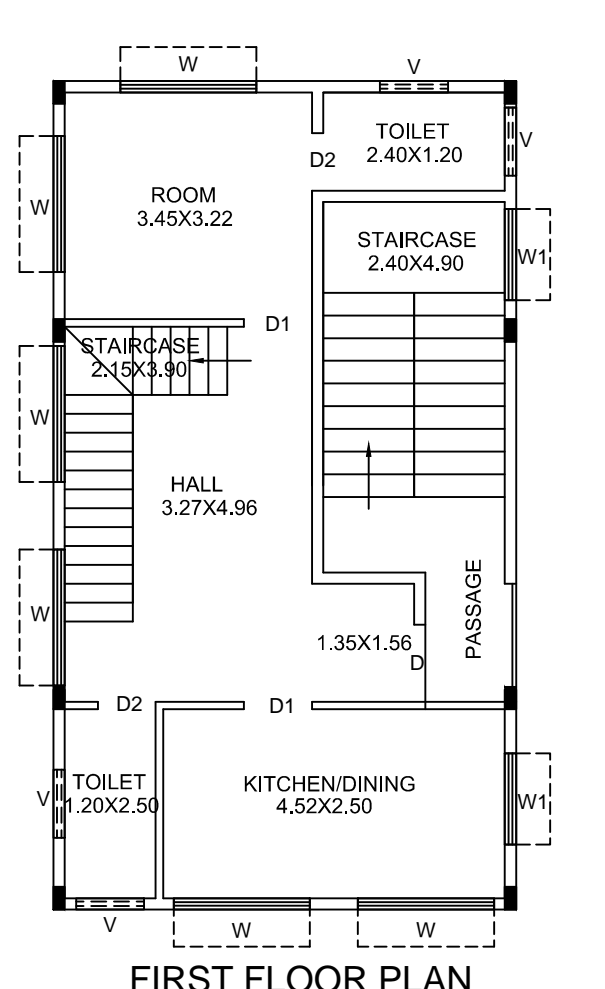 W
V
TOILET
2.40X1.20
V
D2
ROOM
3.45X3.22
W
STAIRCASE
2.40X4.90
W1
D1
STAIRCASE
2.15X3.90
W
HALL
3.27X4.96
W
PASSAGE
1.35X1.56
D
D2
D1
TOILET
1.20X2.50
V
KITCHEN/DINING
4.52X2.50
W1
V
W
W
FIRST FLOOR PLAN